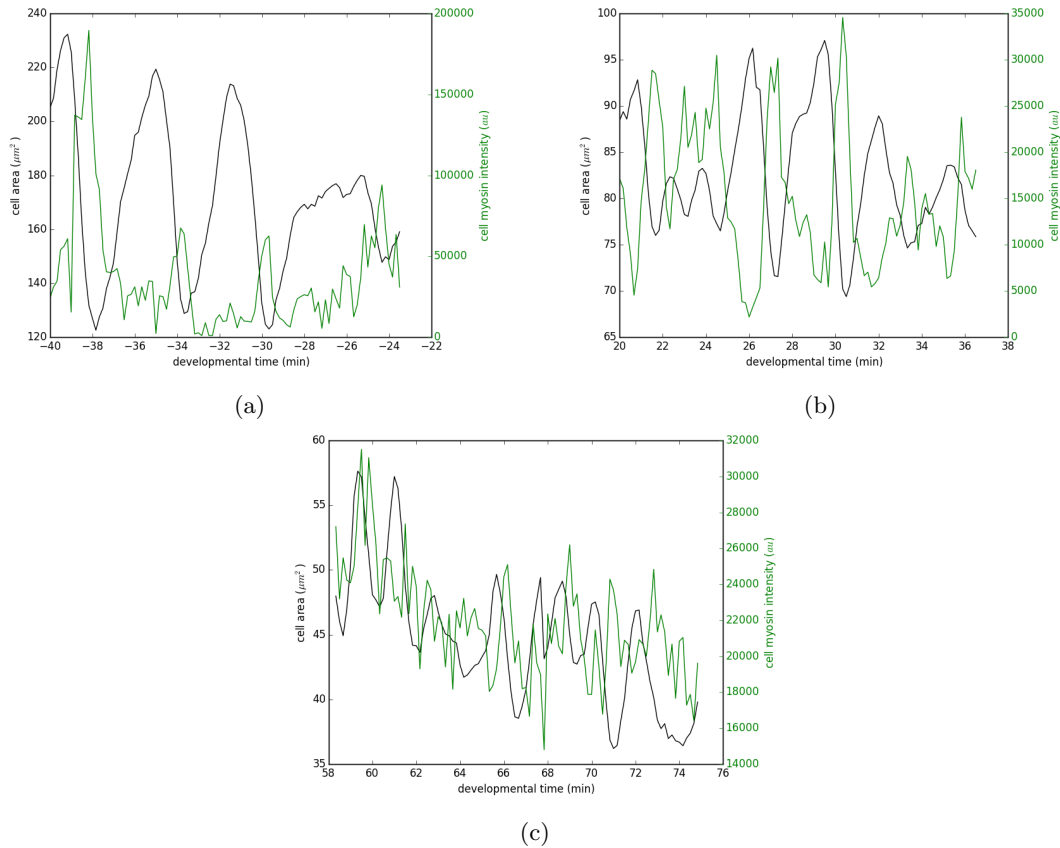 240
220
200
180
160
140
120
cell area (μm²)
200000
150000
100000
50000
0
cell myosin intensity (au)
−40 −38 −36 −34 −32 −30 −28 −26 −24 −22
developmental time (min)
(a)
100
95
90
85
80
75
70
65
cell area (μm²)
35000
30000
25000
20000
15000
10000
5000
0
cell myosin intensity (au)
20 22 24 26 28 30 32 34 36 38
developmental time (min)
(b)
60
55
50
45
40
35
cell area (μm²)
32000
30000
28000
26000
24000
22000
20000
18000
16000
14000
cell myosin intensity (au)
58 60 62 64 66 68 70 72 74 76
developmental time (min)
(c)